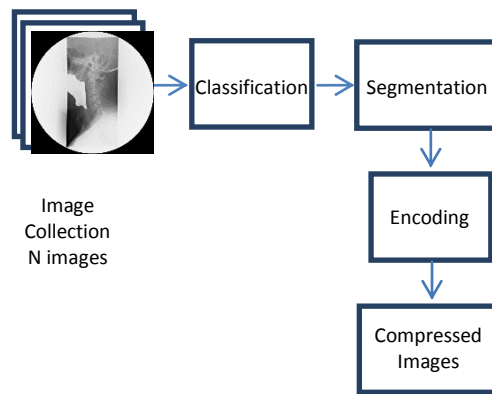 Classification
Segmentation
Image
Collection
N images
Encoding
Compressed
Images